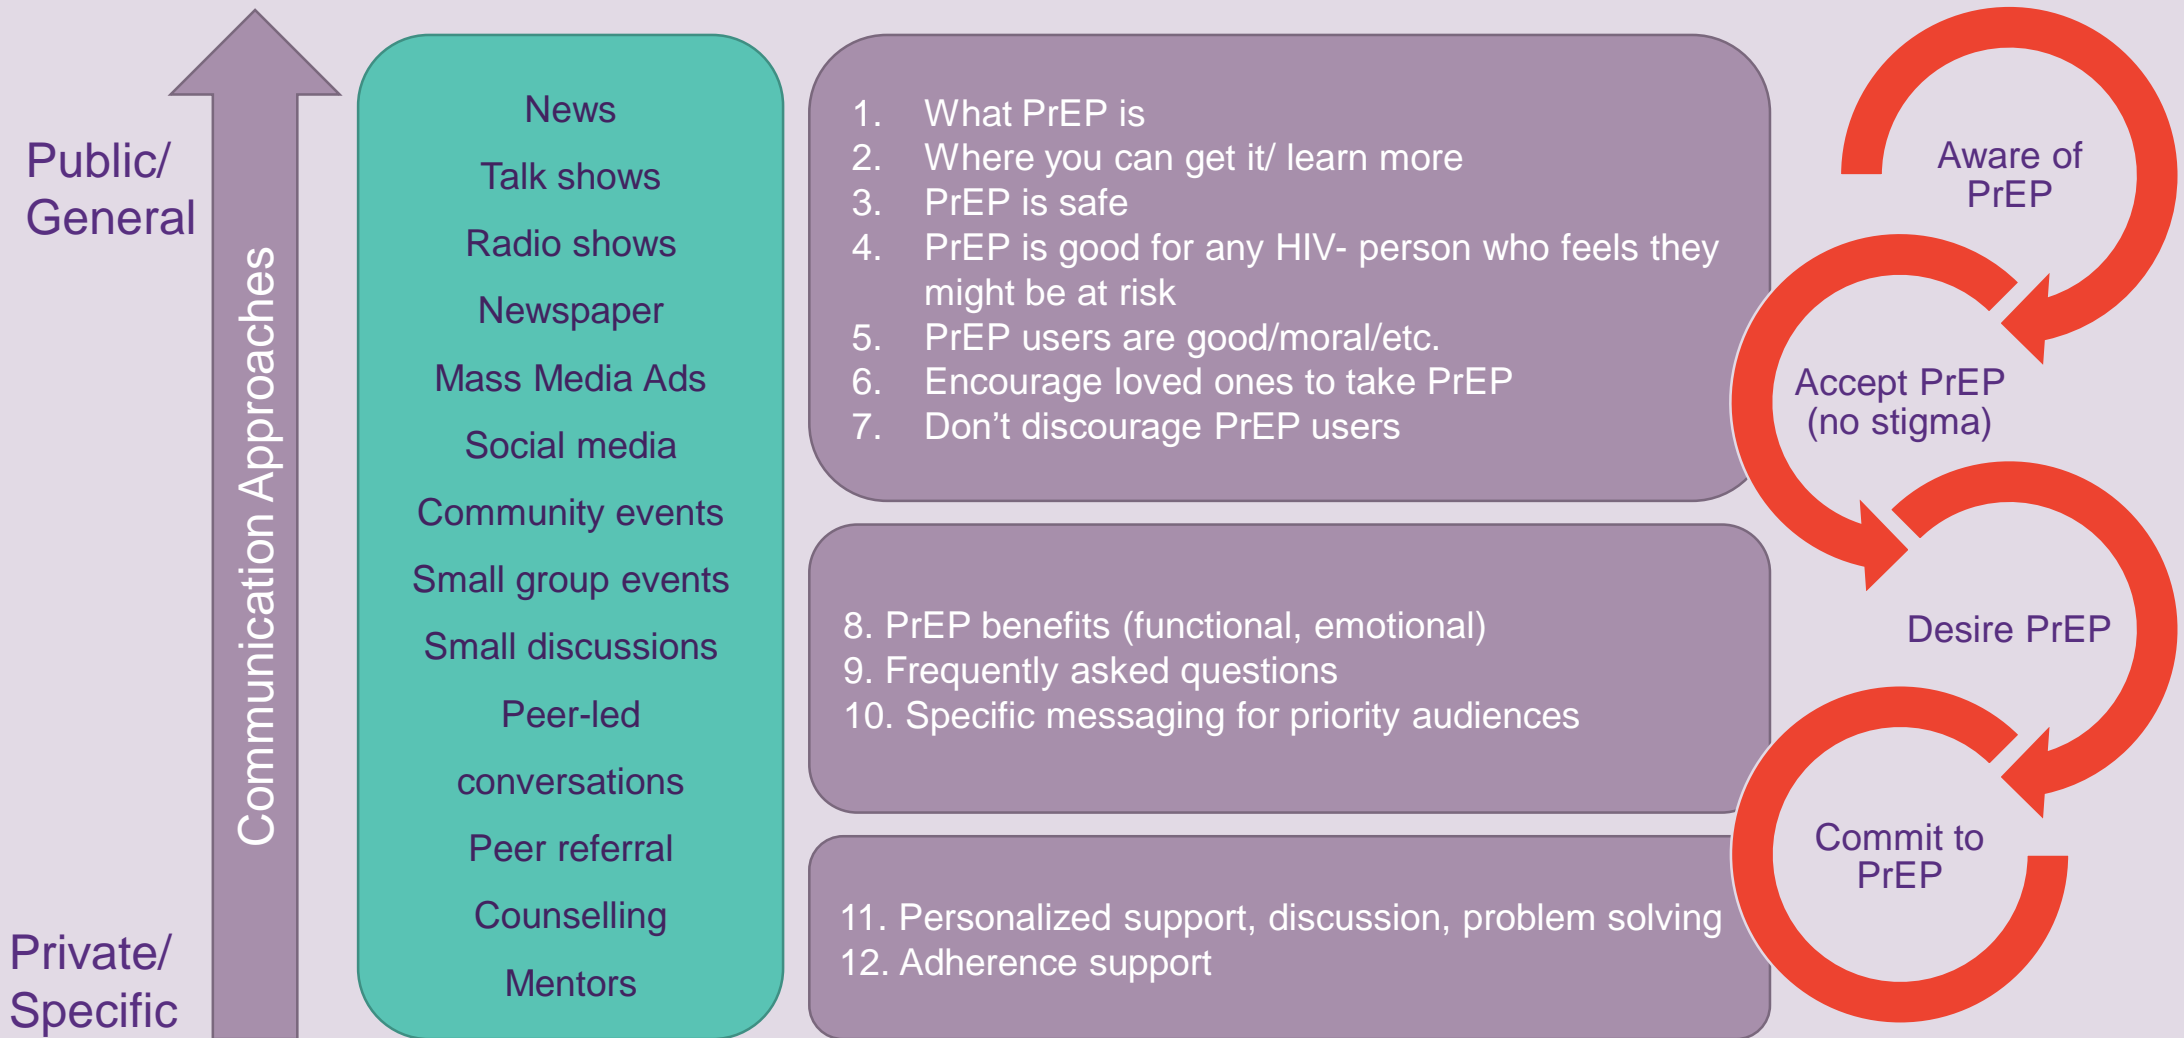 Public/
General
Communication Approaches
Private/
Specific
News
Talk shows
Radio shows
Newspaper
Mass Media Ads
Social media
Community events
Small group events
Small discussions
Peer-led
conversations
Peer referral
Counselling
Mentors
1. What PrEP is
2. Where you can get it/ learn more
3. PrEP is safe
4. PrEP is good for any HIV- person who feels they
might be at risk
5. PrEP users are good/moral/etc.
6. Encourage loved ones to take PrEP
7. Don’t discourage PrEP users
8. PrEP benefits (functional, emotional)
9. Frequently asked questions
10. Specific messaging for priority audiences
11. Personalized support, discussion, problem solving
12. Adherence support
Aware of
PrEP
Accept PrEP
(no stigma)
Desire PrEP
Commit to
PrEP